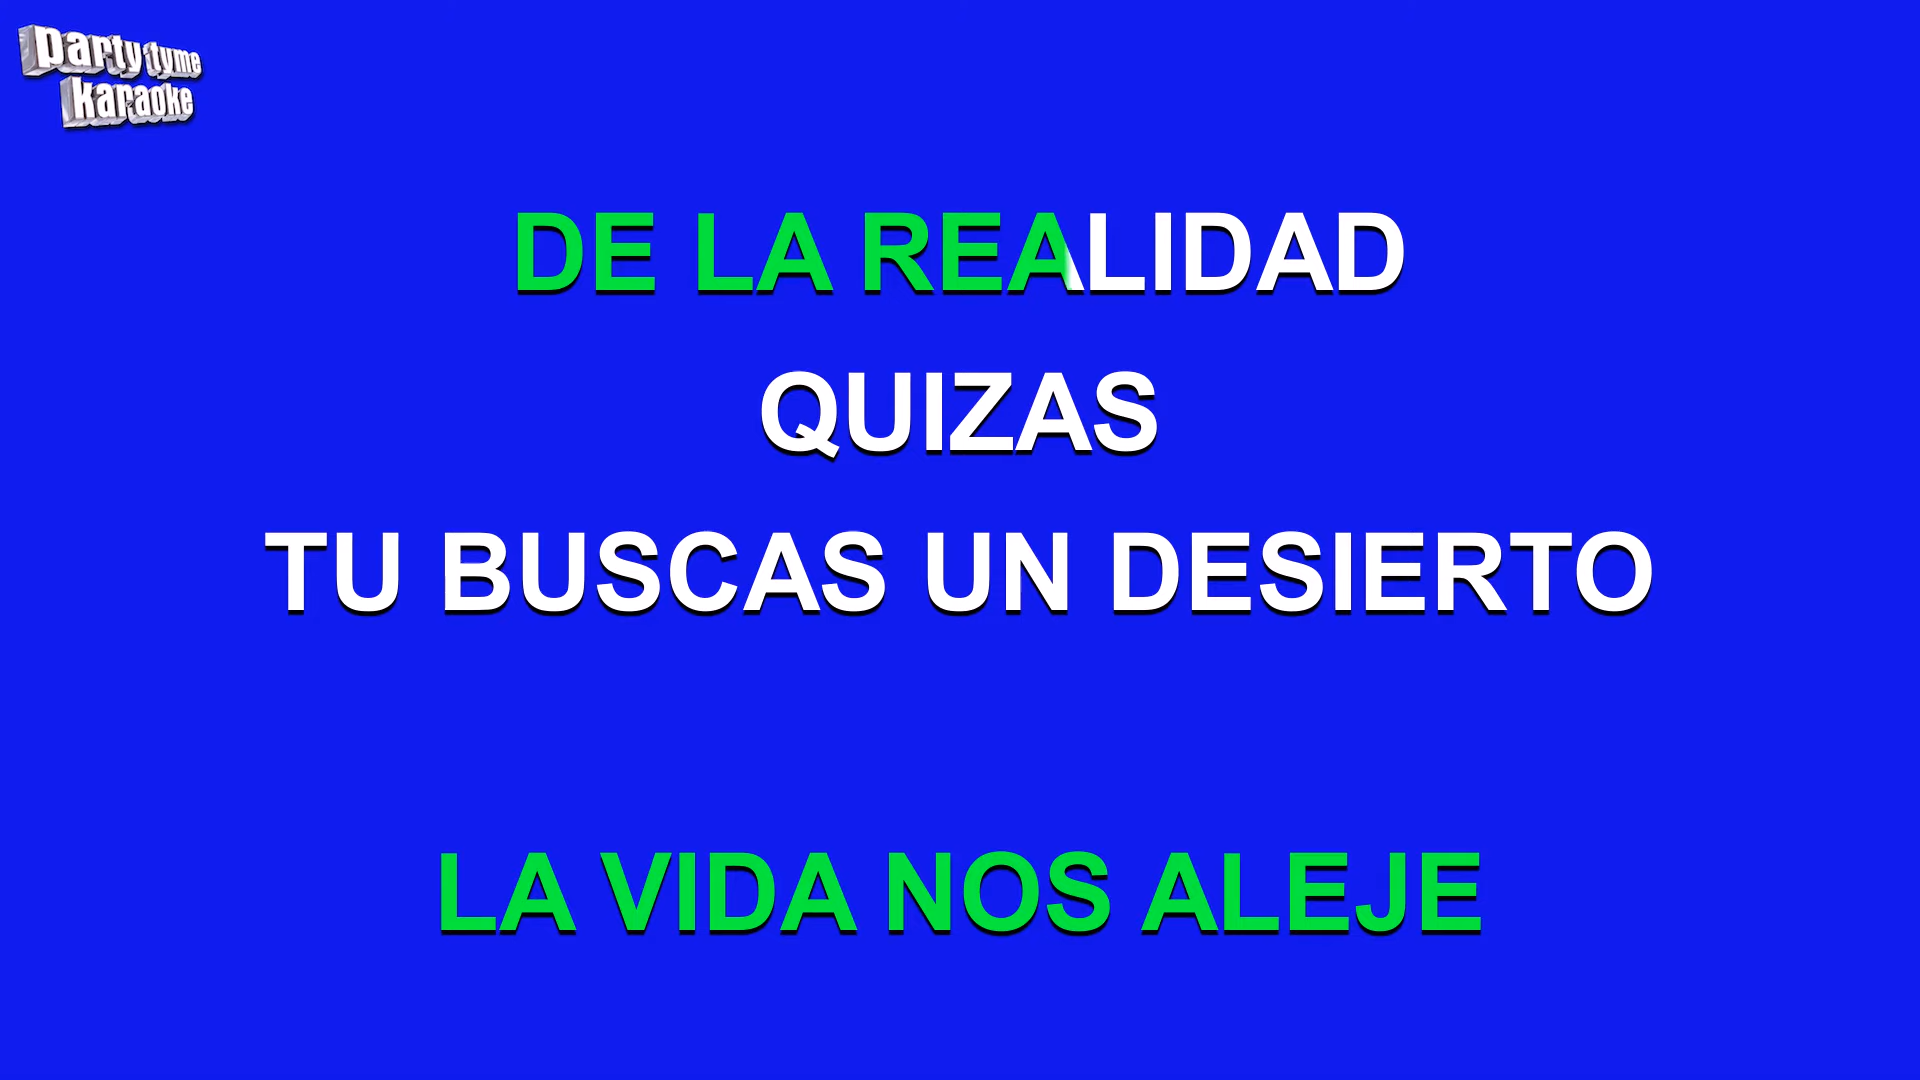 party tyme
karaoke
DE LA REALIDAD
QUIZAS
TU BUSCAS UN DESIERTO
LA VIDA NOS ALEJE